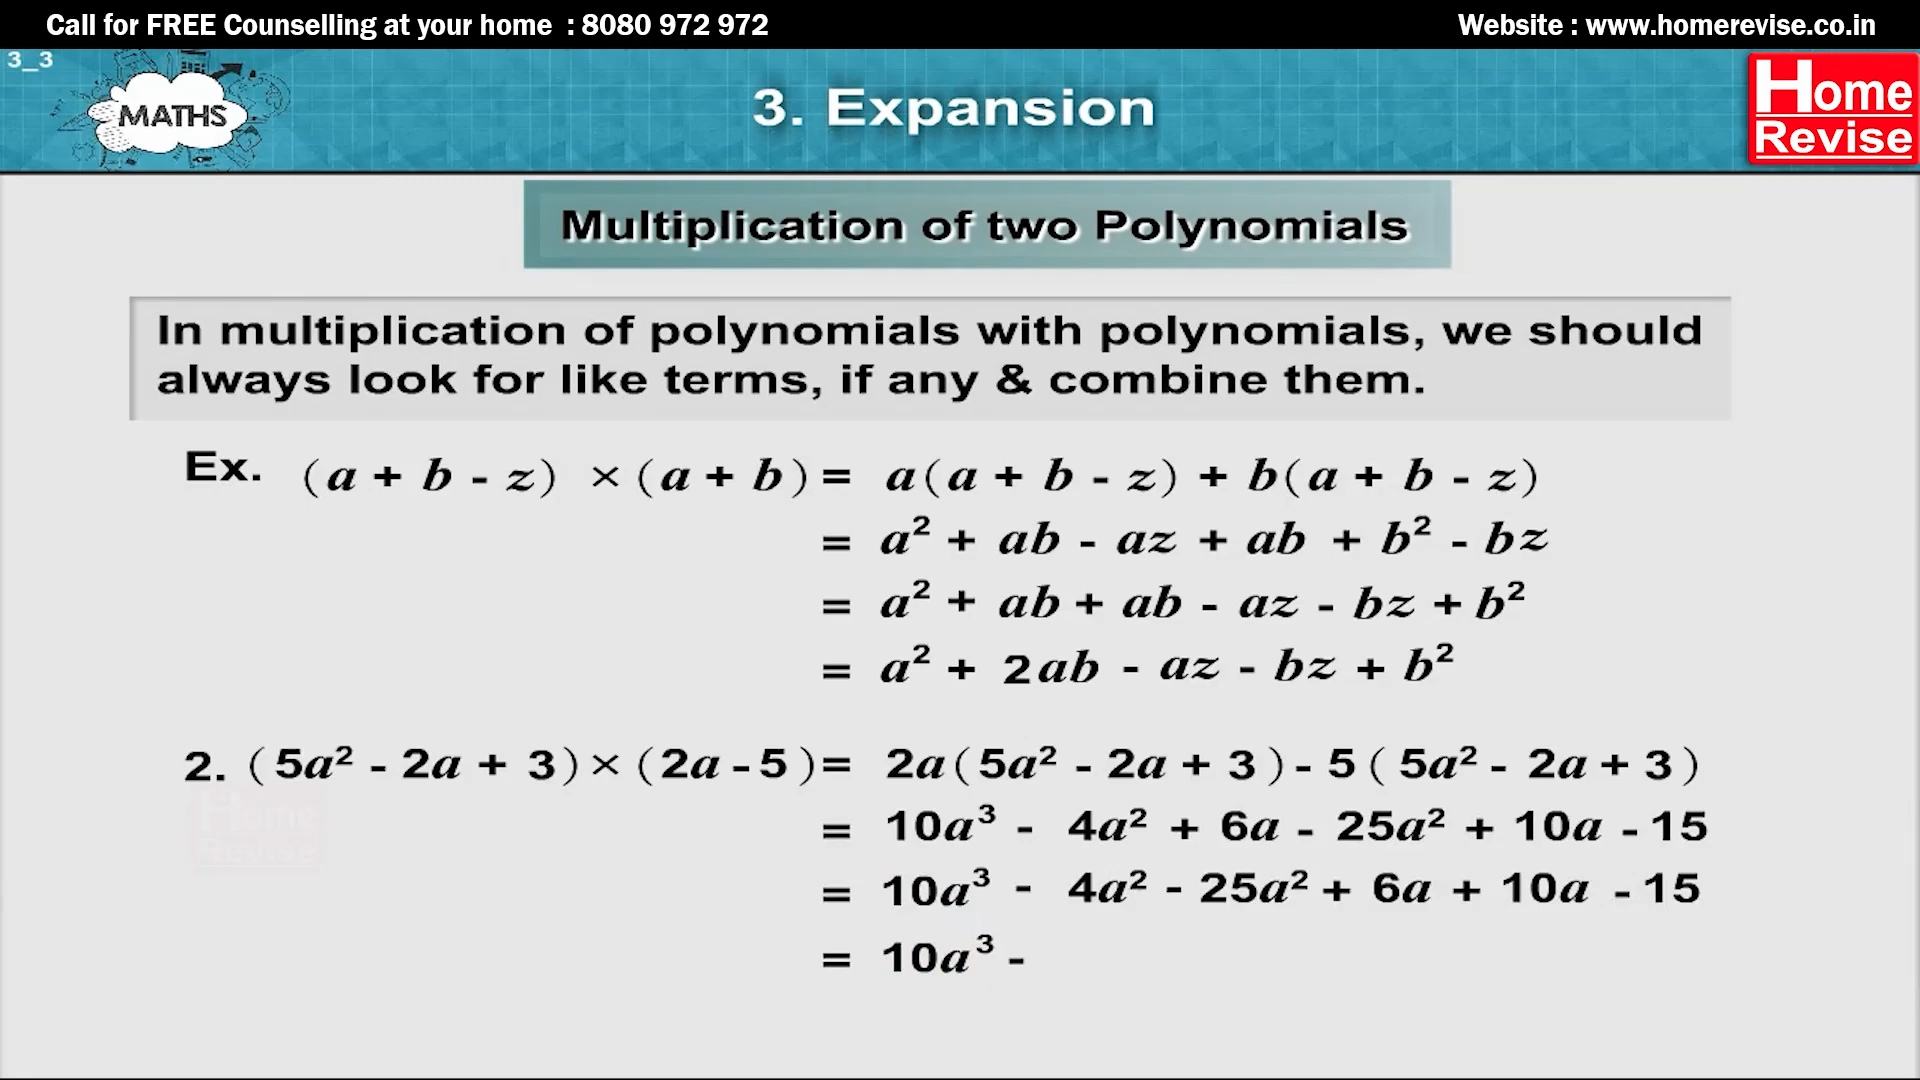 Call for FREE Counselling at your home : 8080 972 972
Website : www.homerevise.co.in
3_3
MATHS
3. Expansion
Home
Revise
Multiplication of two Polynomials
In multiplication of polynomials with polynomials, we should
always look for like terms, if any & combine them.
Ex. (a + b - z) × (a + b) = a(a + b - z) + b(a + b - z)
= a² + ab - az + ab + b² - bz
= a² + ab + ab - az - bz + b²
= a² + 2ab - az - bz + b²
2. (5a² - 2a + 3) × (2a - 5) = 2a(5a² - 2a + 3) - 5(5a² - 2a + 3)
= 10a³ - 4a² + 6a - 25a² + 10a - 15
= 10a³ - 4a² - 25a² + 6a + 10a - 15
= 10a³ -
Home
Revise